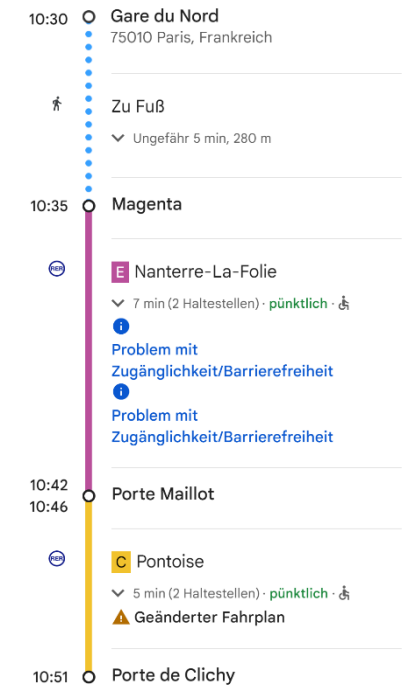 10:30 Gare du Nord
75010 Paris, Frankreich
Zu Fuß
Ungefähr 5 min, 280 m
10:35 Magenta
RER E Nanterre-La-Folie
7 min (2 Haltestellen) · pünktlich ·
Problem mit
Zugänglichkeit/Barrierefreiheit
Problem mit
Zugänglichkeit/Barrierefreiheit
10:42
10:46 Porte Maillot
RER C Pontoise
5 min (2 Haltestellen) · pünktlich ·
Geänderter Fahrplan
10:51 Porte de Clichy